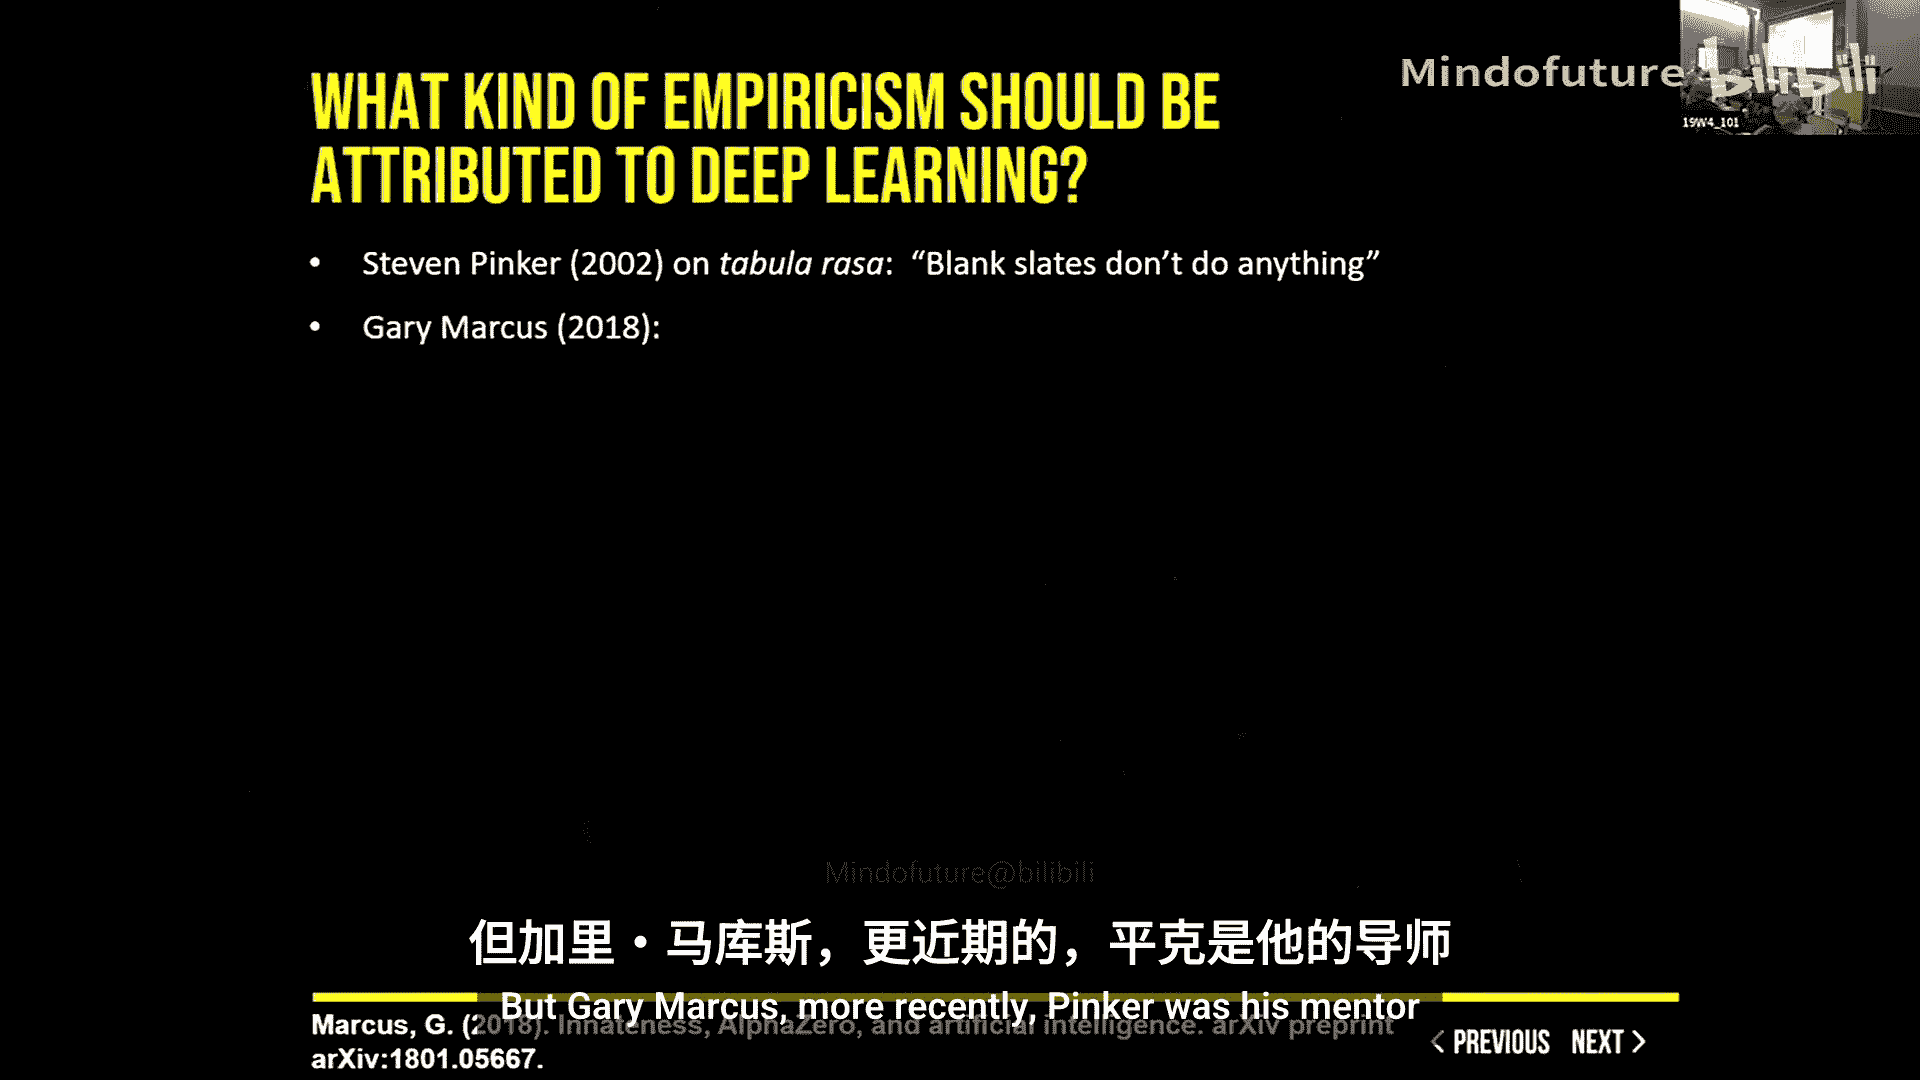 WHAT KIND OF EMPIRICISM SHOULD BE
ATTRIBUTED TO DEEP LEARNING?
Mindofuture
bilibili
19W4_101
• Steven Pinker (2002) on tabula rasa: “Blank slates don’t do anything”
• Gary Marcus (2018):
Mindofuture@bilibili
但加里·马库斯，更近期的，平克是他的导师
But Gary Marcus, more recently, Pinker was his mentor
Marcus, G. (2018). Innateness, AlphaZero, and artificial intelligence. arXiv preprint
arXiv:1801.05667.
< PREVIOUS NEXT >